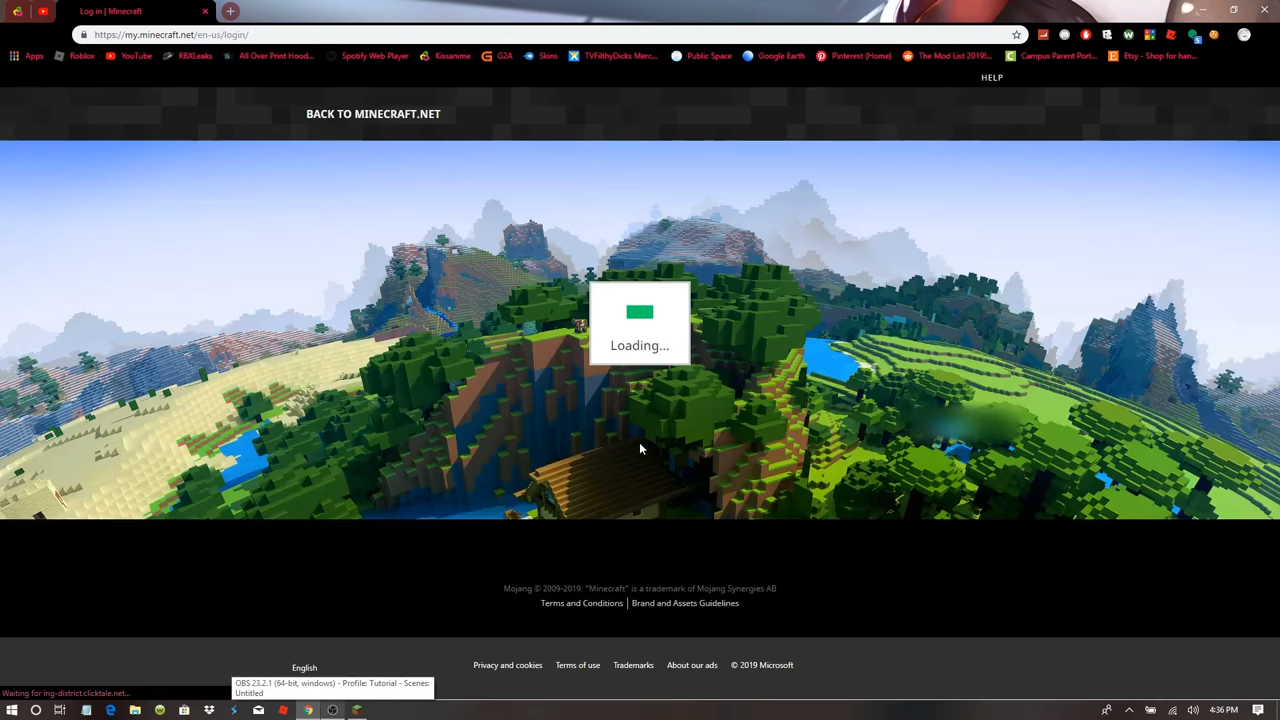 Log in | Minecraft
https://my.minecraft.net/en-us/login/
Apps Roblox YouTube RBXLeaks All Over Print Hood... Spotify Web Player Kissanime G2A Skins TVFilthyDicks Merc... Public Space Google Earth Pinterest (Home) The Mod List 2019!... Campus Parent Port... Etsy - Shop for han...
HELP
BACK TO MINECRAFT.NET
Loading...
Mojang © 2009-2019. "Minecraft" is a trademark of Mojang Synergies AB
Terms and Conditions | Brand and Assets Guidelines
English Privacy and cookies Terms of use Trademarks About our ads © 2019 Microsoft
OBS 23.2.1 (64-bit, windows) - Profile: Tutorial - Scenes:
Untitled
Waiting for ing-district.clicktale.net...
4:36 PM